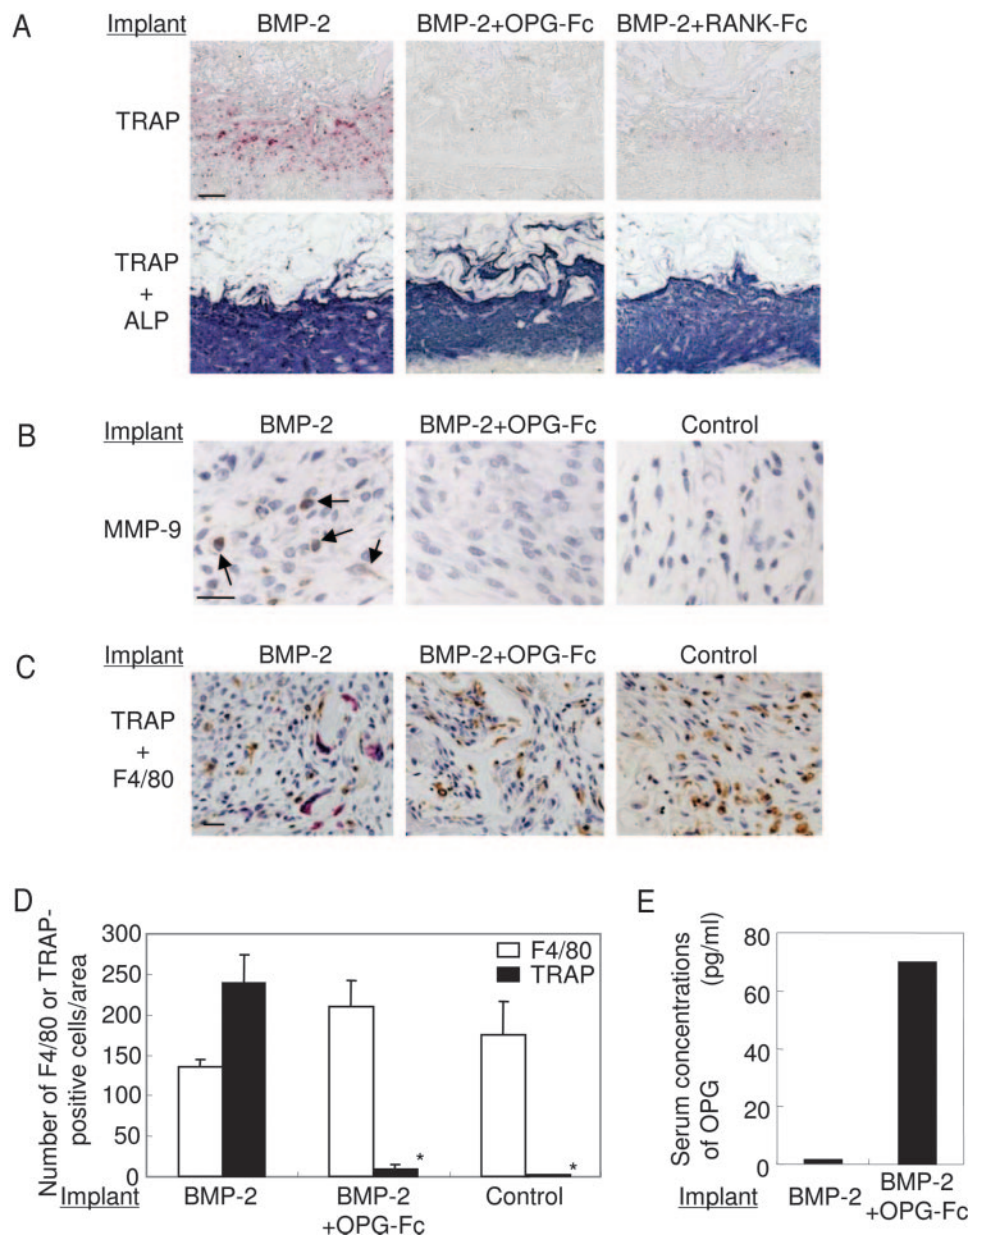 A
Implant BMP-2 BMP-2+OPG-Fc BMP-2+RANK-Fc
TRAP
TRAP
+
ALP
B
Implant BMP-2 BMP-2+OPG-Fc Control
MMP-9
C
Implant BMP-2 BMP-2+OPG-Fc Control
TRAP
+
F4/80
D
Number of F4/80 or TRAP-
positive cells/area
300
250
200
150
100
50
0
F4/80
TRAP
*
*
Implant BMP-2 BMP-2 Control
+OPG-Fc
E
Serum concentrations
of OPG (pg/ml)
80
60
40
20
0
Implant BMP-2 BMP-2
+OPG-Fc